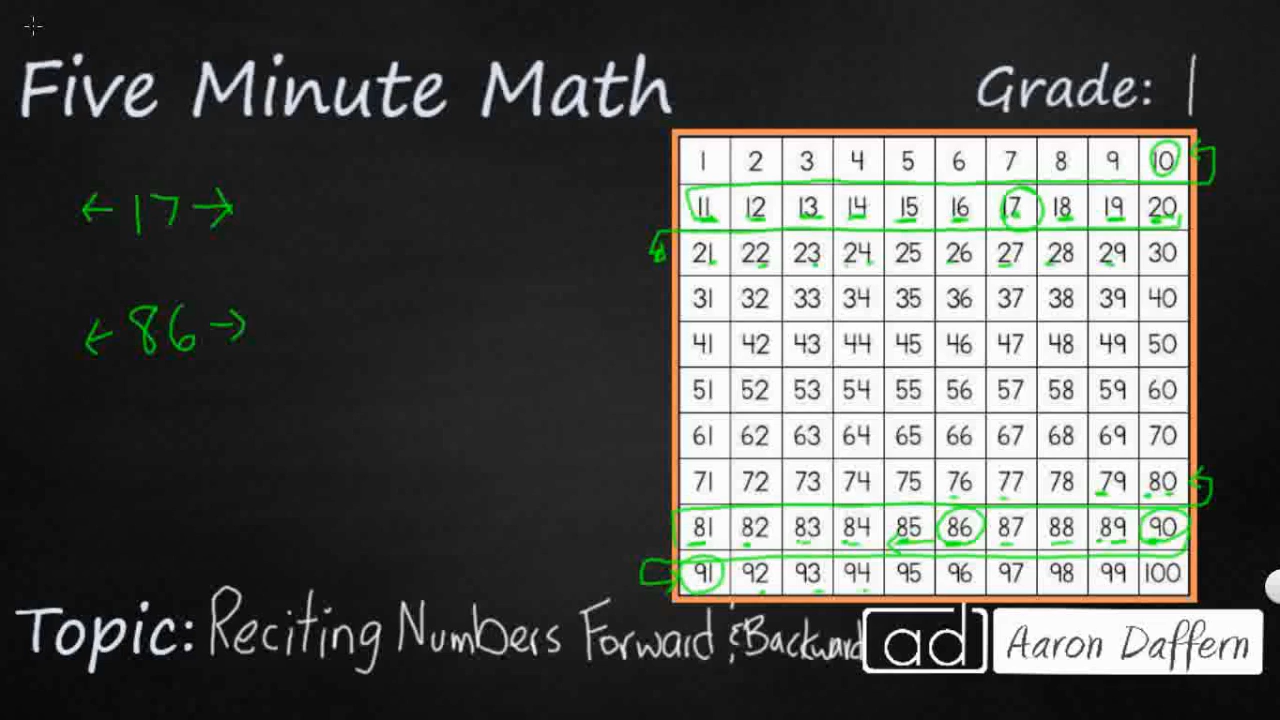 Five Minute Math
Grade: 1
← 17 →
← 86 →
1 2 3 4 5 6 7 8 9 10
11 12 13 14 15 16 17 18 19 20
21 22 23 24 25 26 27 28 29 30
31 32 33 34 35 36 37 38 39 40
41 42 43 44 45 46 47 48 49 50
51 52 53 54 55 56 57 58 59 60
61 62 63 64 65 66 67 68 69 70
71 72 73 74 75 76 77 78 79 80
81 82 83 84 85 86 87 88 89 90
91 92 93 94 95 96 97 98 99 100
Topic: Reciting Numbers Forward & Backward
ad Aaron Daffern